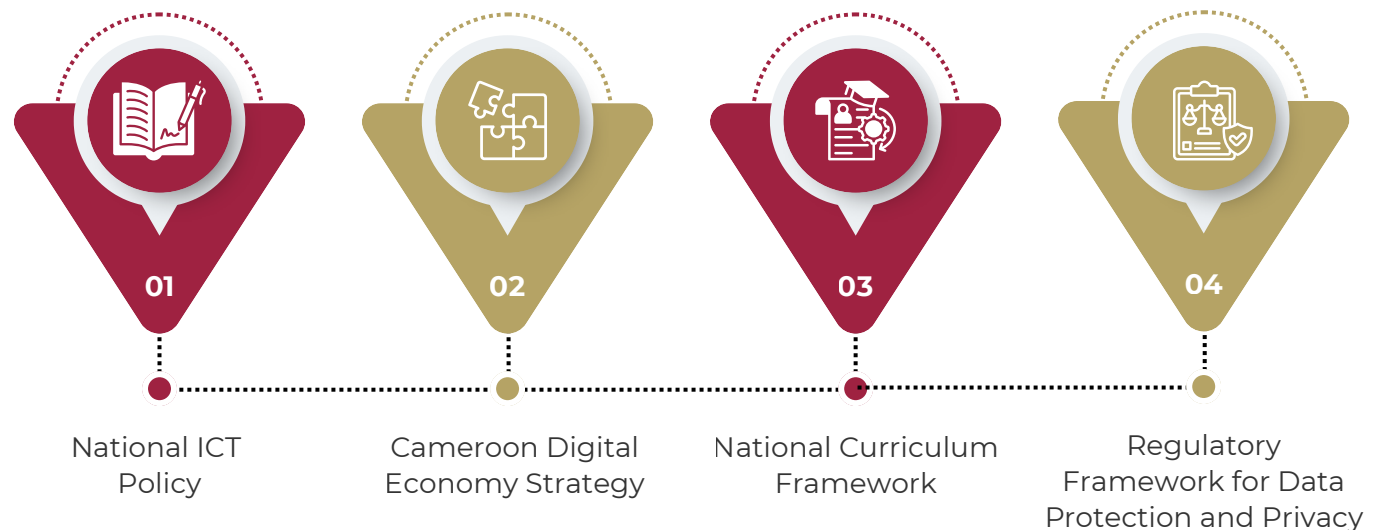 01
02
03
04
National ICT
Policy
Cameroon Digital
Economy Strategy
National Curriculum
Framework
Regulatory
Framework for Data
Protection and Privacy